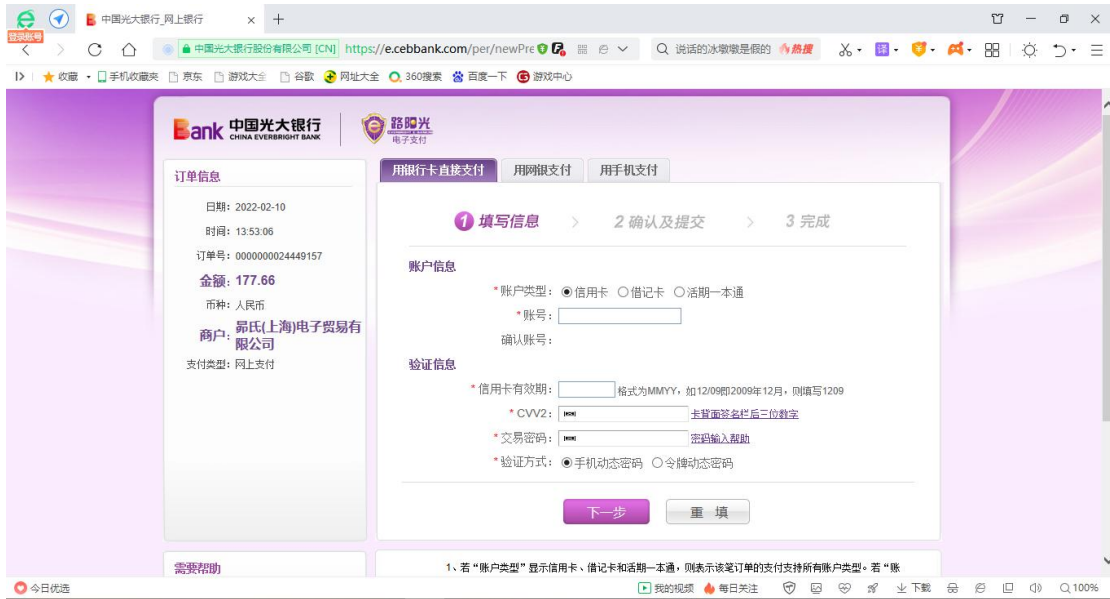 中国光大银行_网上银行
登录账号
中国光大银行股份有限公司 [CN] https://e.cebbank.com/per/newPre
说话的冰墩墩是假的 热搜
收藏 手机收藏夹 京东 游戏大全 谷歌 网址大全 360搜索 百度一下 游戏中心
Bank 中国光大银行
CHINA EVERBRIGHT BANK
电子支付
订单信息
日期: 2022-02-10
时间: 13:53:06
订单号: 0000000024449157
金额: 177.66
币种: 人民币
商户: 昴氏(上海)电子贸易有
限公司
支付类型: 网上支付
用银行卡直接支付 用网银支付 用手机支付
1 填写信息 > 2 确认及提交 > 3 完成
账户信息
*账户类型: 信用卡 借记卡 活期一本通
*账号:
确认账号:
验证信息
*信用卡有效期: 格式为MMYY，如12/09即2009年12月，则填写1209
*CVV2: 卡背面签名栏后三位数字
*交易密码: 密码输入帮助
*验证方式: 手机动态密码 令牌动态密码
下一步 重 填
需要帮助
1、若“账户类型”显示信用卡、借记卡和活期一本通，则表示该笔订单的支付支持所有账户类型。若“账
今日优选
我的视频 每日关注 下载 100%